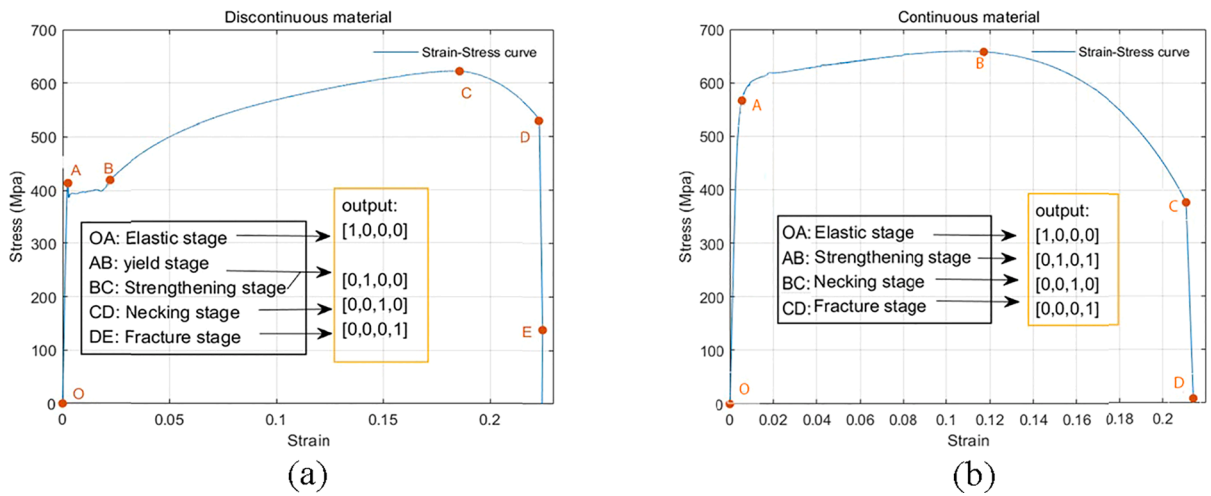 Discontinuous material
700
600
500
400
300
200
100
0
Stress (Mpa)
Strain-Stress curve
A
B
C
D
E
O
OA: Elastic stage
AB: yield stage
BC: Strengthening stage
CD: Necking stage
DE: Fracture stage
output:
[1,0,0,0]
[0,1,0,0]
[0,0,1,0]
[0,0,0,1]
0 0.05 0.1 0.15 0.2
Strain
(a)
Continuous material
700
600
500
400
300
200
100
0
Stress (Mpa)
Strain-Stress curve
A
B
C
D
O
OA: Elastic stage
AB: Strengthening stage
BC: Necking stage
CD: Fracture stage
output:
[1,0,0,0]
[0,1,0,1]
[0,0,1,0]
[0,0,0,1]
0 0.02 0.04 0.06 0.08 0.1 0.12 0.14 0.16 0.18 0.2
Strain
(b)